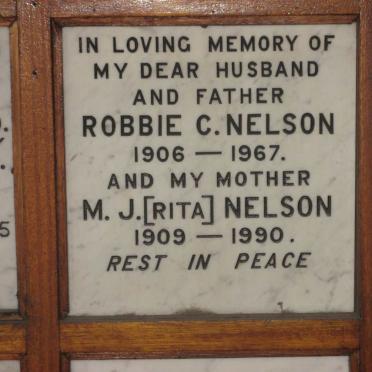 IN LOVING MEMORY OF
MY DEAR HUSBAND
AND FATHER
ROBBIE C. NELSON
1906 — 1967.
AND MY MOTHER
M. J. [RITA] NELSON
1909 — 1990.
REST IN PEACE